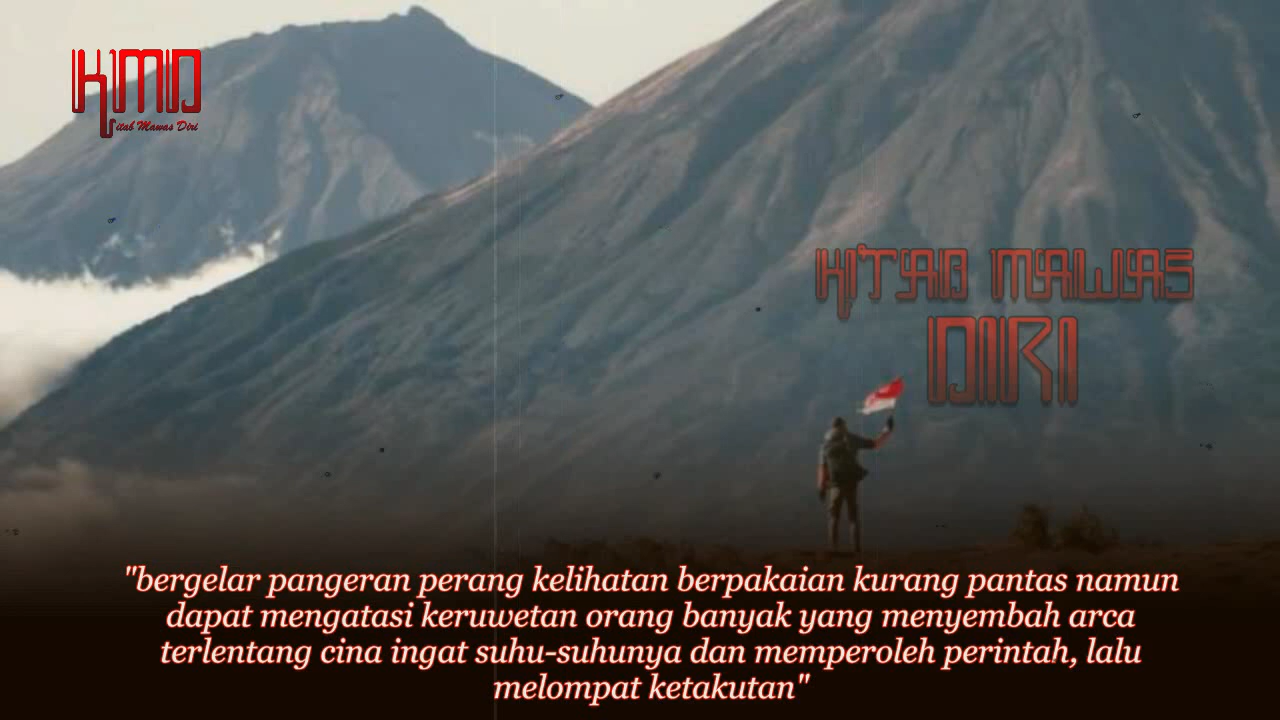 KMD
Kitab Mawas Diri
KITAB MAWAS
DIRI
"bergelar pangeran perang kelihatan berpakaian kurang pantas namun
dapat mengatasi keruwetan orang banyak yang menyembah arca
terlentang cina ingat suhu-suhunya dan memperoleh perintah, lalu
melompat ketakutan"